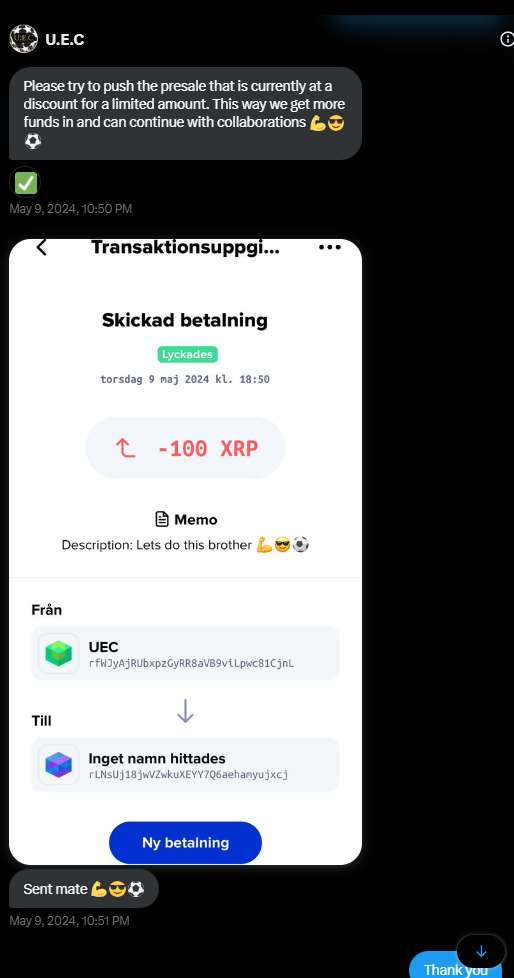 U.E.C
Please try to push the presale that is currently at a
discount for a limited amount. This way we get more
funds in and can continue with collaborations 💪😎
⚽
✅
May 9, 2024, 10:50 PM
Transaktionsuppgi...
Skickad betalning
Lyckades
torsdag 9 maj 2024 kl. 18:50
-100 XRP
Memo
Description: Lets do this brother 💪😎⚽
Från
UEC
rfWJyAjRUbxpzGyRR8aVB9viLpwc81CjnL
Till
Inget namn hittades
rLNsUj18jwVZwkuXEYY7Q6aehamyujxcj
Ny betalning
Sent mate 💪😎⚽
May 9, 2024, 10:51 PM
Thank you